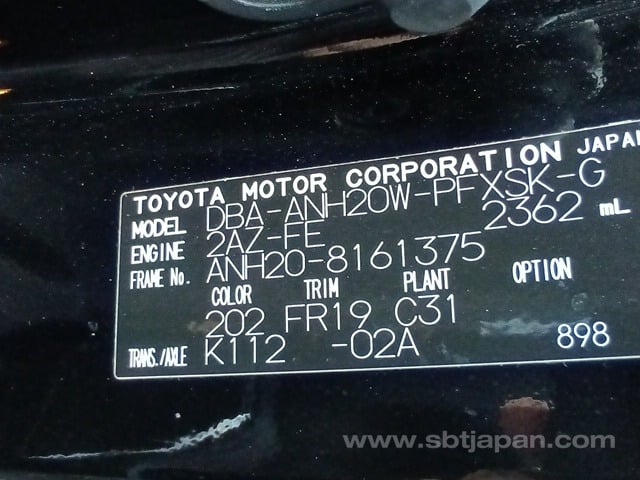 TOYOTA MOTOR CORPORATION JAPAN
MODEL DBA-ANH20W-PFXSK-G
ENGINE 2AZ-FE 2362 mL
FRAME No. ANH20-8161375
COLOR TRIM PLANT OPTION
202 FR19 C31
TRANS./AXLE K112 -02A 898
www.sbtjapan.com